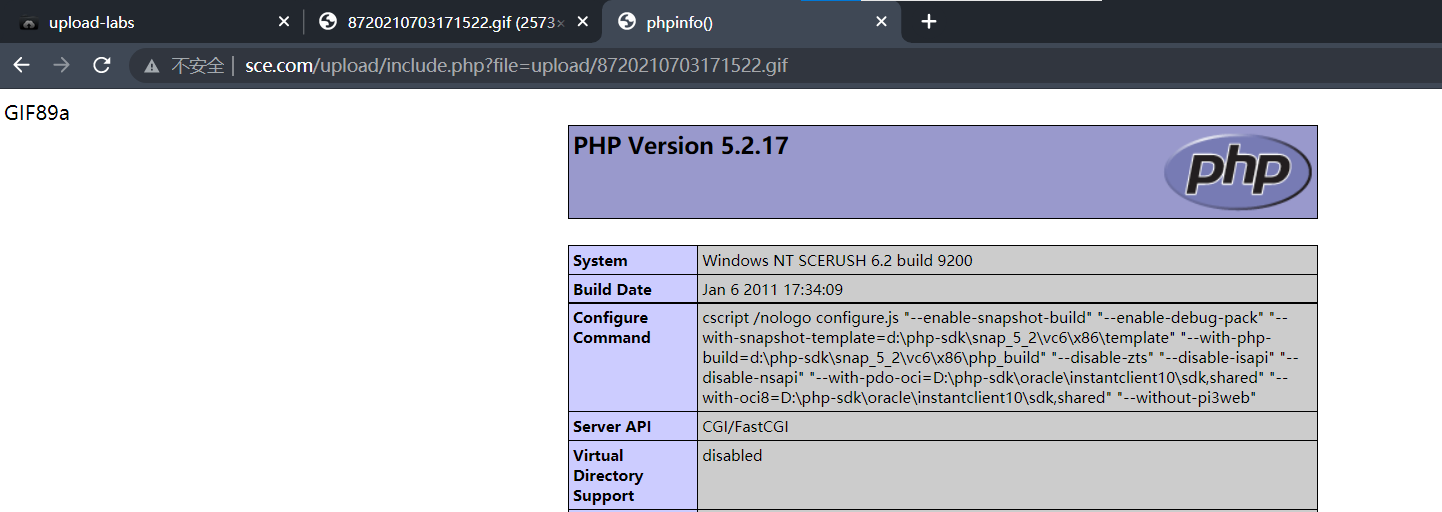 upload-labs
8720210703171522.gif (2573×
phpinfo()
不安全 | sce.com/upload/include.php?file=upload/8720210703171522.gif
GIF89a
PHP Version 5.2.17
php
System
Windows NT SCERUSH 6.2 build 9200
Build Date
Jan 6 2011 17:34:09
Configure
Command
cscript /nologo configure.js "--enable-snapshot-build" "--enable-debug-pack" "--
with-snapshot-template=d:\php-sdk\snap_5_2\vc6\x86\template" "--with-php-
build=d:\php-sdk\snap_5_2\vc6\x86\php_build" "--disable-zts" "--disable-isapi" "--
disable-nsapi" "--with-pdo-oci=D:\php-sdk\oracle\instantclient10\sdk,shared" "--
with-oci8=D:\php-sdk\oracle\instantclient10\sdk,shared" "--without-pi3web"
Server API
CGI/FastCGI
Virtual
Directory
Support
disabled